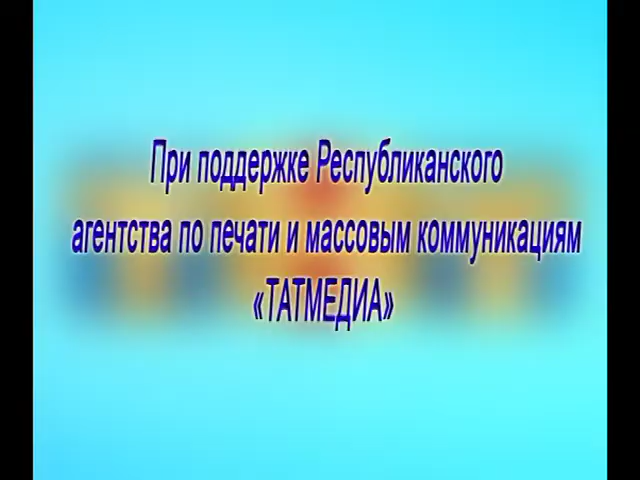 При поддержке Республиканского
агентства по печати и массовым коммуникациям
«ТАТМЕДИА»